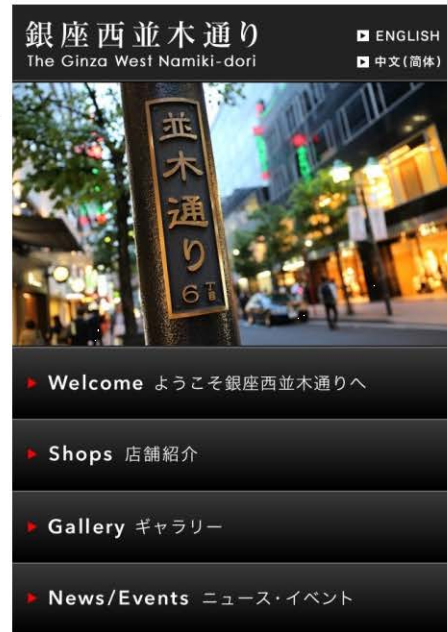 銀座西並木通り
The Ginza West Namiki-dori
ENGLISH
中文(简体)
並木通り
6丁目
Welcome ようこそ銀座西並木通りへ
Shops 店舗紹介
Gallery ギャラリー
News/Events ニュース・イベント